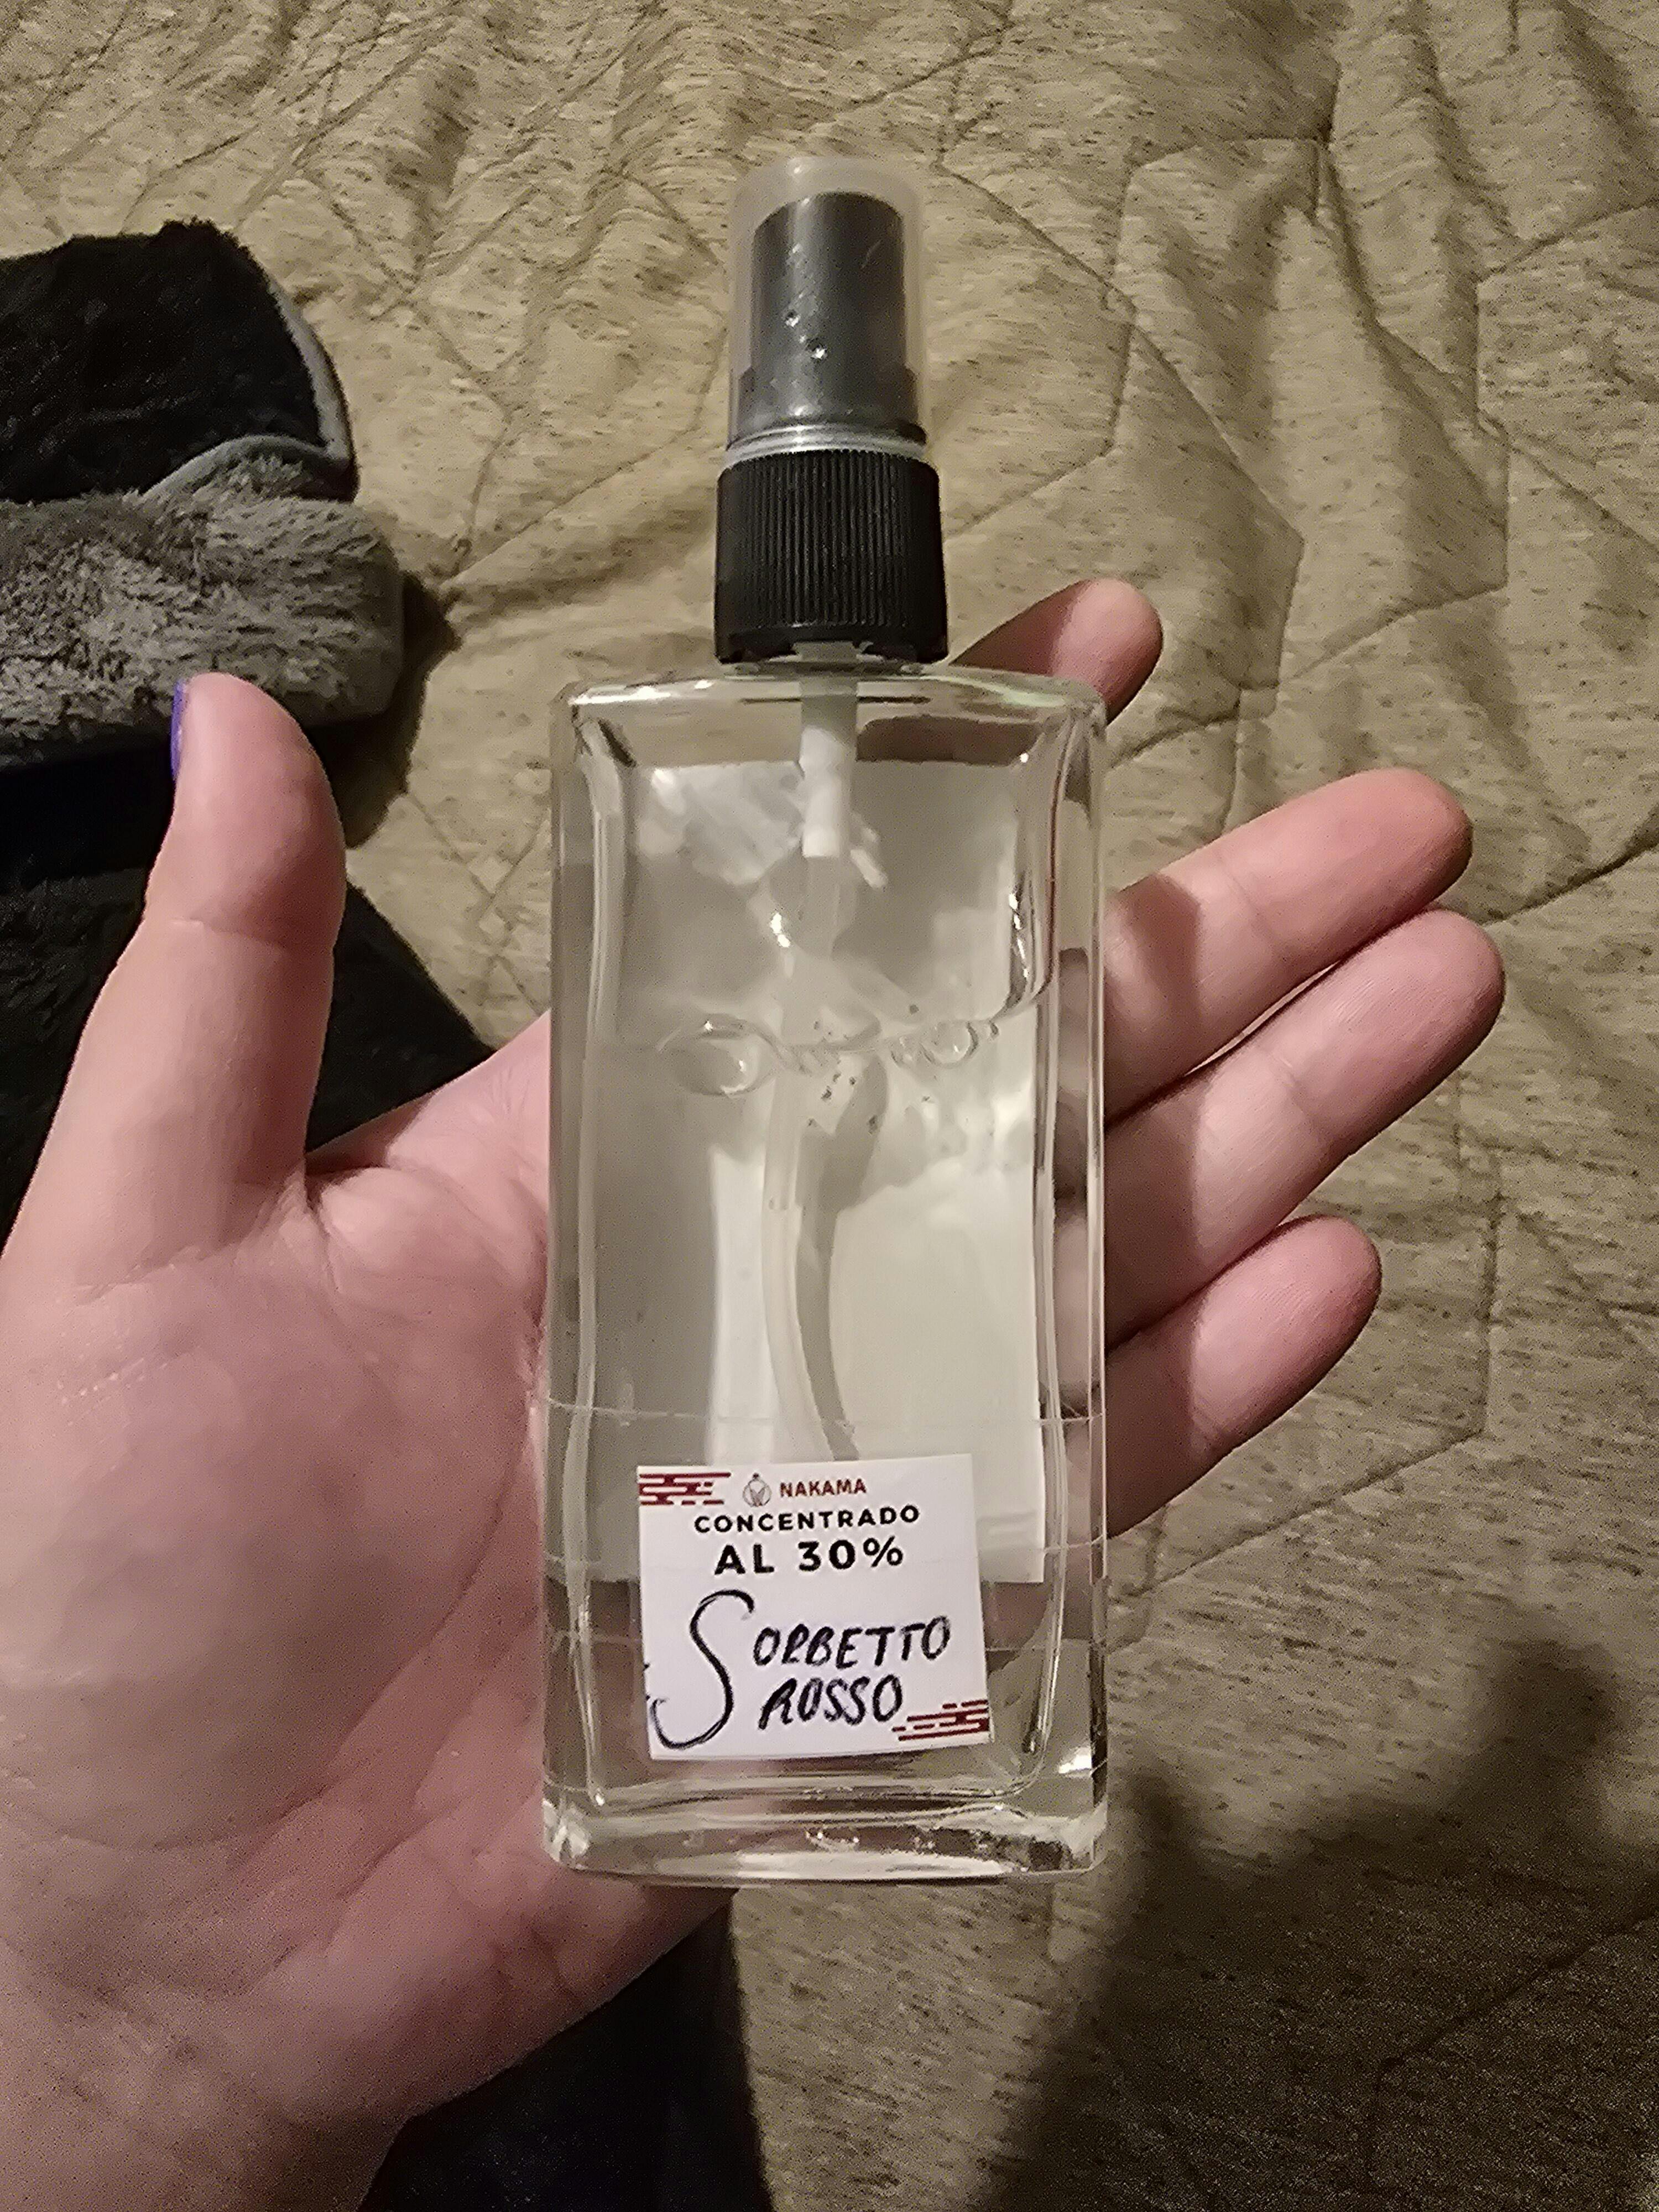 NAKAMA
CONCENTRADO
AL 30%
SORBETTO
ROSSO